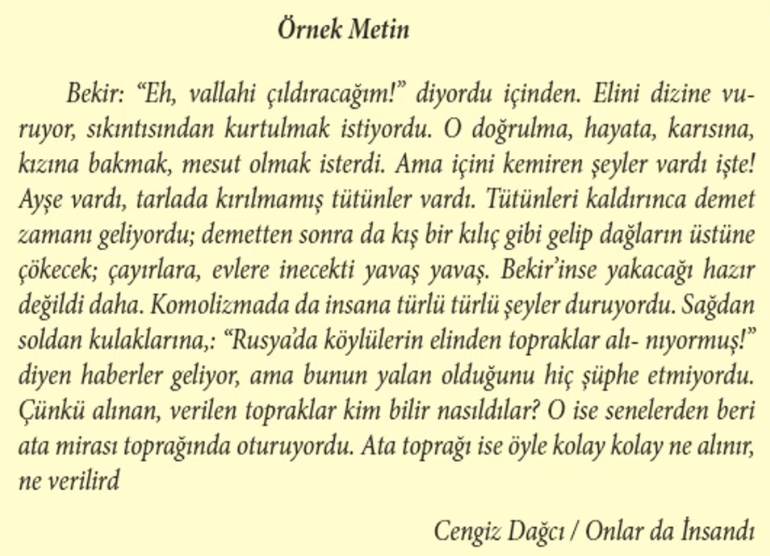 Örnek Metin
Bekir: “Eh, vallahi çıldıracağım!” diyordu içinden. Elini dizine vu-
ruyor, sıkıntısından kurtulmak istiyordu. O doğrulma, hayata, karısına,
kızına bakmak, mesut olmak isterdi. Ama içini kemiren şeyler vardı işte!
Ayşe vardı, tarlada kırılmamış tütünler vardı. Tütünleri kaldırınca demet
zamanı geliyordu; demetten sonra da kış bir kılıç gibi gelip dağların üstüne
çökecek; çayırlara, evlere inecekti yavaş yavaş. Bekir’inse yakacağı hazır
değildi daha. Komolizmada da insana türlü türlü şeyler duruyordu. Sağdan
soldan kulaklarına,: “Rusya’da köylülerin elinden topraklar alı- nıyormuş!”
diyen haberler geliyor, ama bunun yalan olduğunu hiç şüphe etmiyordu.
Çünkü alınan, verilen topraklar kim bilir nasıldılar? O ise senelerden beri
ata mirası toprağında oturuyordu. Ata toprağı ise öyle kolay kolay ne alınır,
ne verilird
Cengiz Dağcı / Onlar da İnsandı